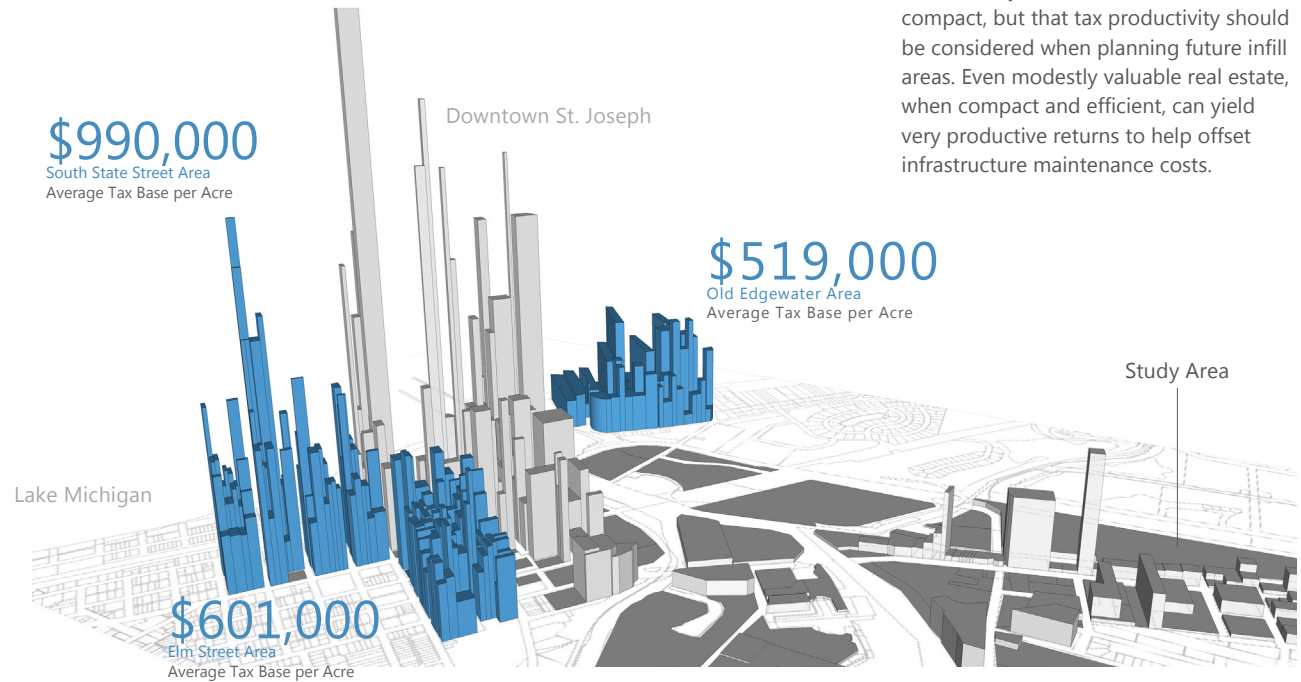 compact, but that tax productivity should
be considered when planning future infill
areas. Even modestly valuable real estate,
when compact and efficient, can yield
very productive returns to help offset
infrastructure maintenance costs.
Downtown St. Joseph
$990,000
South State Street Area
Average Tax Base per Acre
$519,000
Old Edgewater Area
Average Tax Base per Acre
Study Area
Lake Michigan
$601,000
Elm Street Area
Average Tax Base per Acre